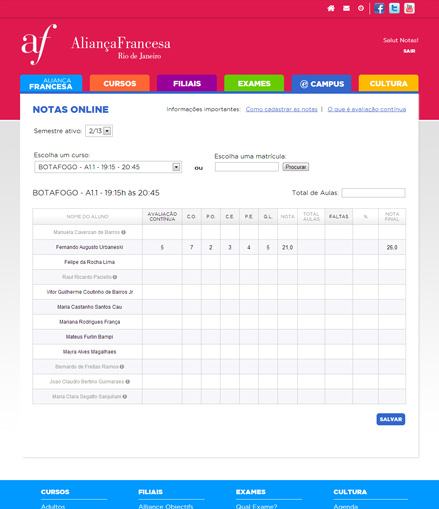 af AliançaFrancesa
Rio de Janeiro
Salut Notas!
SAIR
ALIANÇA
FRANCESA
CURSOS
FILIAIS
EXAMES
@ CAMPUS
CULTURA
NOTAS ONLINE
Informações importantes: Como cadastrar as notas | O que é avaliação contínua
Semestre ativo: 2/13
Escolha um curso:
Escolha uma matrícula:
BOTAFOGO - A1.1 - 19:15 - 20:45
ou
Procurar
BOTAFOGO - A1.1 - 19:15h às 20:45
Total de Aulas:
NOME DO ALUNO AVALIAÇÃO CONTÍNUA C.O. P.O. C.E. P.E. G.L. NOTA TOTAL AULAS FALTAS % NOTA FINAL
Manuela Caversan de Barros
Fernando Augusto Urbaneski 5 7 2 3 4 5 21.0 26.0
Felipe da Rocha Lima
Raul Ricardo Paciello
Vitor Guilherme Coutinho de Barros Jr.
Maria Castanho Santos Cau
Mariana Rodrigues França
Mateus Furlin Bampi
Mayra Alves Magalhaes
Bernardo de Freitas Ramos
João Claudio Bertino Guimaraes
Maria Clara Segatto Sanjuliani
SALVAR
CURSOS
FILIAIS
EXAMES
CULTURA
Adultos
Alliance Objectifs
Qual Exame?
Agenda